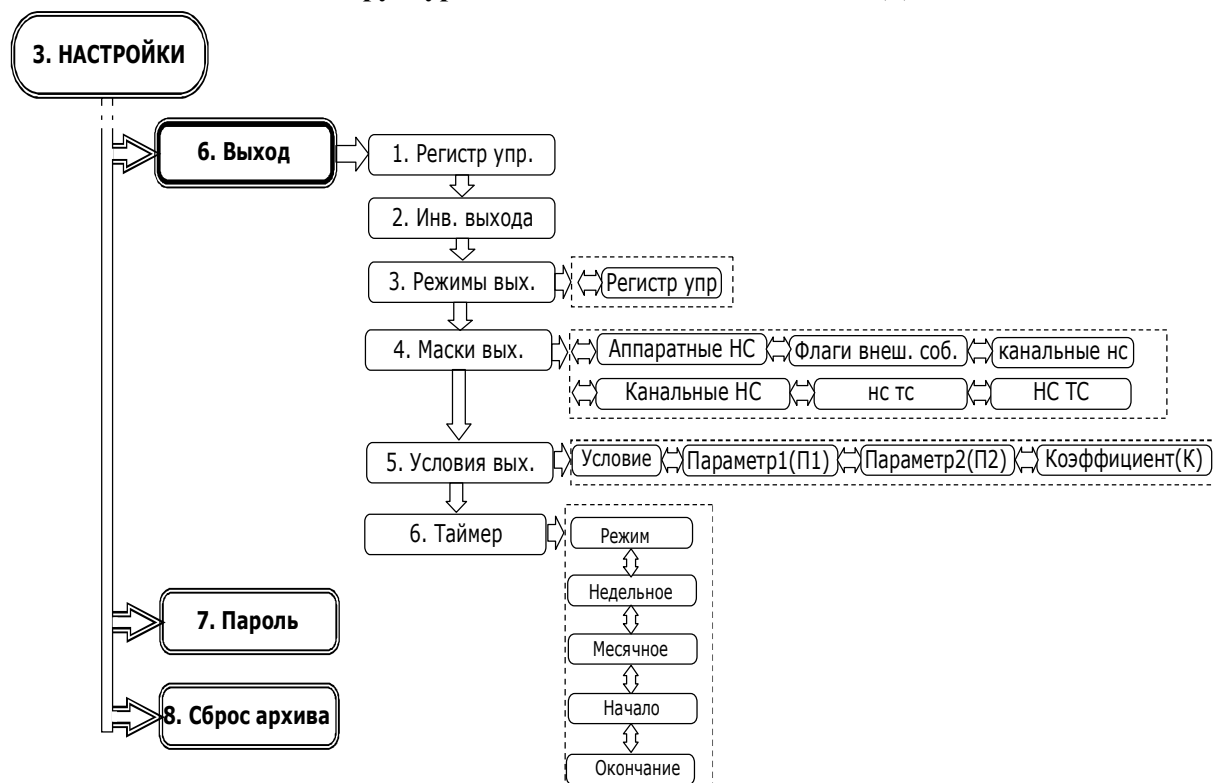 3. НАСТРОЙКИ
6. Выход
1. Регистр упр.
2. Инв. выхода
3. Режимы вых.
Регистр упр
4. Маски вых.
Аппаратные НС
Флаги внеш. соб.
канальные нс
Канальные НС
нс тс
НС ТС
5. Условия вых.
Условие
Параметр1(П1)
Параметр2(П2)
Коэффициент(К)
6. Таймер
Режим
Недельное
Месячное
Начало
Окончание
7. Пароль
8. Сброс архива